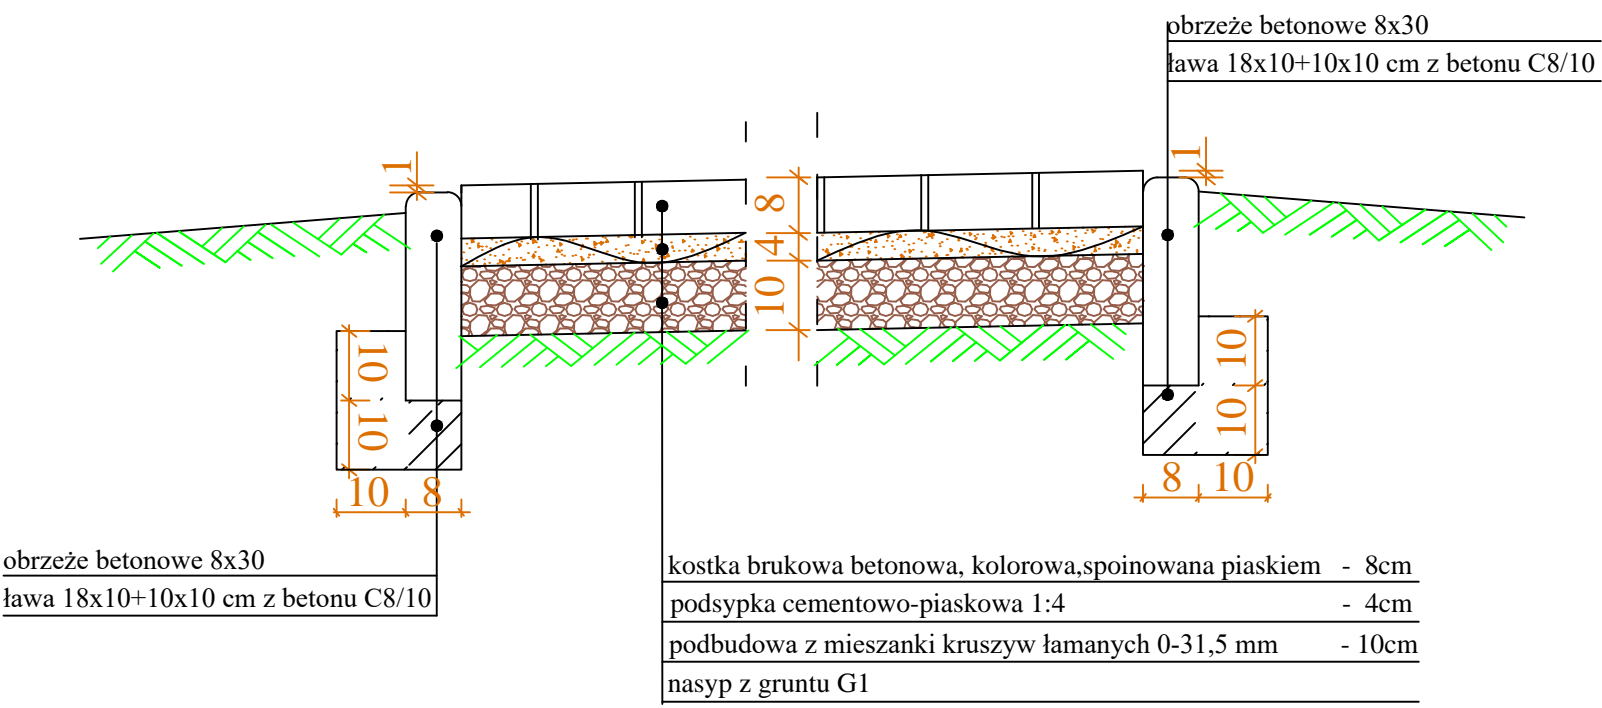 obrzeże betonowe 8x30
ława 18x10+10x10 cm z betonu C8/10
1
1
8
4
10
10
10
10
8
10
10
8
10
obrzeże betonowe 8x30
ława 18x10+10x10 cm z betonu C8/10
kostka brukowa betonowa, kolorowa,spoinowana piaskiem - 8cm
podsypka cementowo-piaskowa 1:4 - 4cm
podbudowa z mieszanki kruszyw łamanych 0-31,5 mm - 10cm
nasyp z gruntu G1